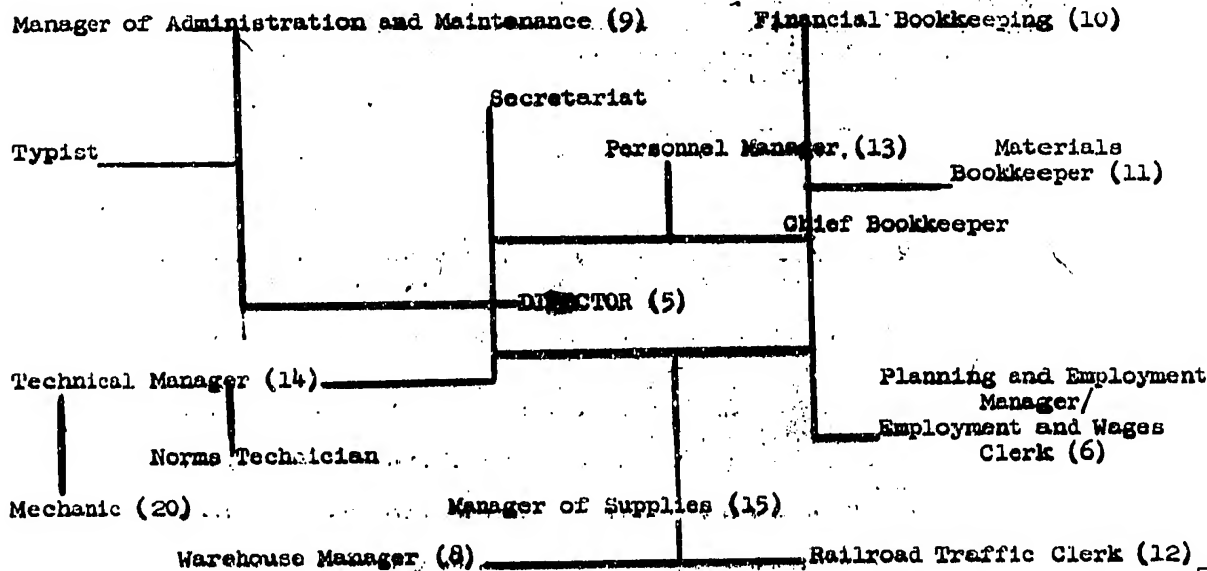 Manager of Administration and Maintenance (9)
Financial Bookkeeping (10)
Secretariat
Typist
Personnel Manager (13)
Materials
Bookkeeper (11)
Chief Bookkeeper
DIRECTOR (5)
Technical Manager (14)
Planning and Employment
Manager/
Employment and Wages
Clerk (6)
Norms Technician
Mechanic (20)
Manager of Supplies (15)
Warehouse Manager (8)
Railroad Traffic Clerk (12)